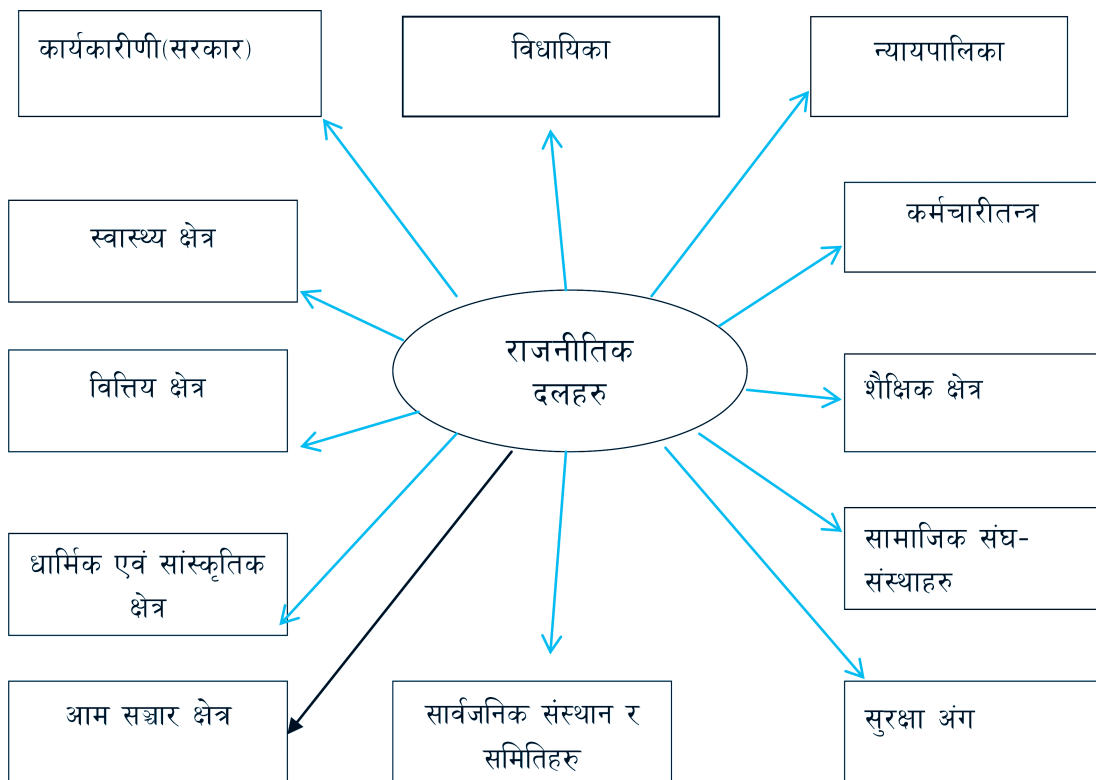 कार्यकारीणी(सरकार)
विधायिका
न्यायपालिका
स्वास्थ्य क्षेत्र
कर्मचारीतन्त्र
राजनीतिक
दलहरु
वित्तिय क्षेत्र
शैक्षिक क्षेत्र
धार्मिक एवं सांस्कृतिक
क्षेत्र
सामाजिक संघ-
संस्थाहरु
आम सञ्चार क्षेत्र
सार्वजनिक संस्थान र
समितिहरु
सुरक्षा अंग